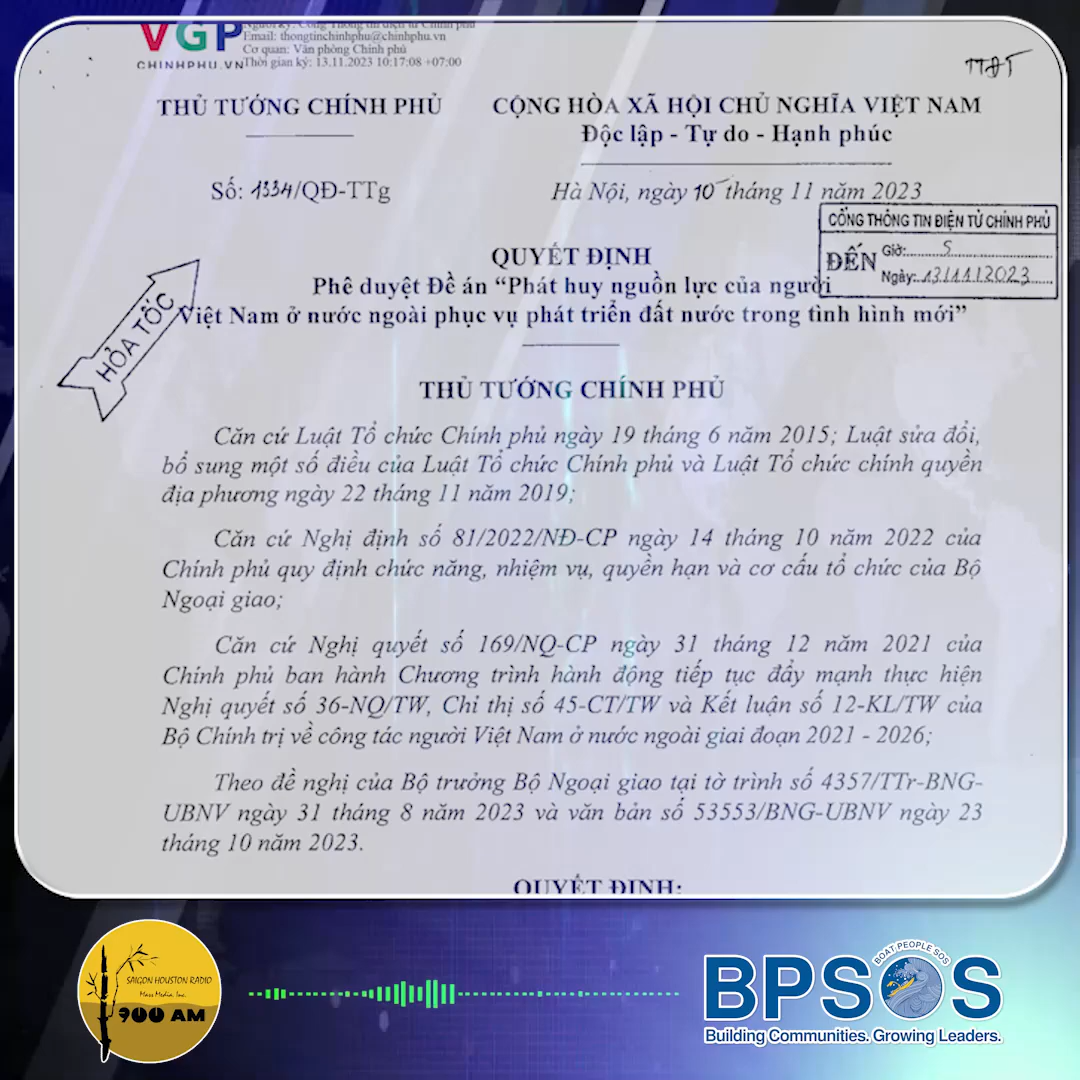 VGP
CHINHPHU.VN
Người ký: Cổng Thông tin điện tử Chính phủ
Email: thongtinchinhphu@chinhphu.vn
Cơ quan: Văn phòng Chính phủ
Thời gian ký: 13.11.2023 10:17:08 +07:00
TTĐT
THỦ TƯỚNG CHÍNH PHỦ
CỘNG HÒA XÃ HỘI CHỦ NGHĨA VIỆT NAM
Độc lập - Tự do - Hạnh phúc
Số: 1334/QĐ-TTg
Hà Nội, ngày 10 tháng 11 năm 2023
CỔNG THÔNG TIN ĐIỆN TỬ CHÍNH PHỦ
ĐẾN
Giờ:.......S.......
Ngày:..13/11/2023
HỎA TỐC
QUYẾT ĐỊNH
Phê duyệt Đề án “Phát huy nguồn lực của người
Việt Nam ở nước ngoài phục vụ phát triển đất nước trong tình hình mới”
THỦ TƯỚNG CHÍNH PHỦ
Căn cứ Luật Tổ chức Chính phủ ngày 19 tháng 6 năm 2015; Luật sửa đổi,
bổ sung một số điều của Luật Tổ chức Chính phủ và Luật Tổ chức chính quyền
địa phương ngày 22 tháng 11 năm 2019;
Căn cứ Nghị định số 81/2022/NĐ-CP ngày 14 tháng 10 năm 2022 của
Chính phủ quy định chức năng, nhiệm vụ, quyền hạn và cơ cấu tổ chức của Bộ
Ngoại giao;
Căn cứ Nghị quyết số 169/NQ-CP ngày 31 tháng 12 năm 2021 của
Chính phủ ban hành Chương trình hành động tiếp tục đẩy mạnh thực hiện
Nghị quyết số 36-NQ/TW, Chỉ thị số 45-CT/TW và Kết luận số 12-KL/TW của
Bộ Chính trị về công tác người Việt Nam ở nước ngoài giai đoạn 2021 - 2026;
Theo đề nghị của Bộ trưởng Bộ Ngoại giao tại tờ trình số 4357/TTr-BNG-
UBNV ngày 31 tháng 8 năm 2023 và văn bản số 53553/BNG-UBNV ngày 23
tháng 10 năm 2023.
QUYẾT ĐỊNH:
SAIGON HOUSTON RADIO
Mass Media, Inc.
900 AM
BOAT PEOPLE SOS
BPSOS
Building Communities. Growing Leaders.